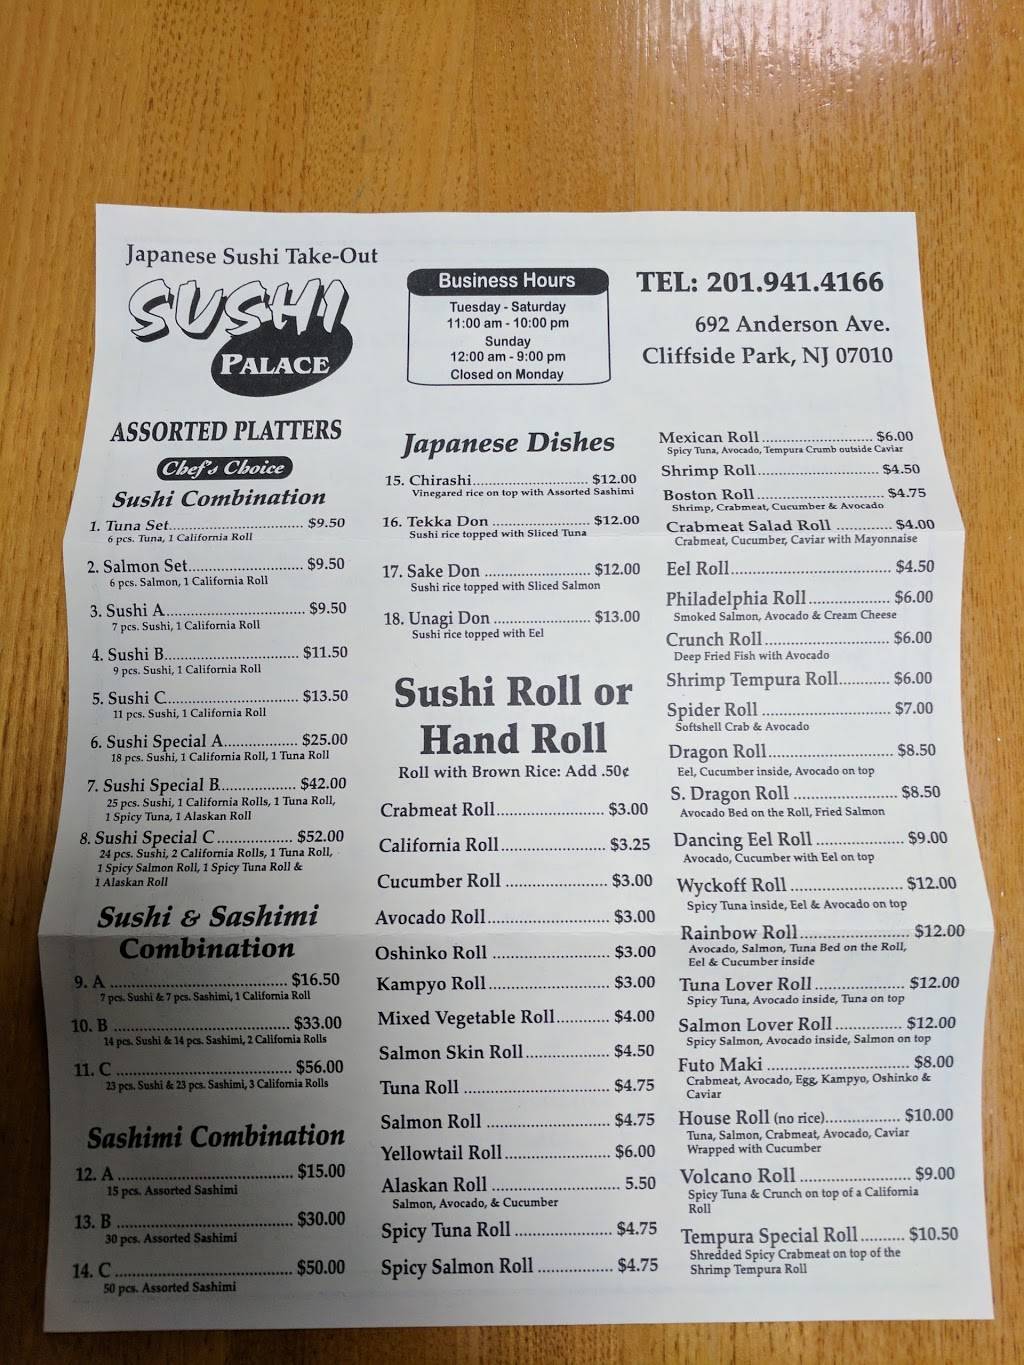 Japanese Sushi Take-Out
SUSHI
PALACE
Business Hours
Tuesday - Saturday
11:00 am - 10:00 pm
Sunday
12:00 am - 9:00 pm
Closed on Monday
TEL: 201.941.4166
692 Anderson Ave.
Cliffside Park, NJ 07010
ASSORTED PLATTERS
Chef's Choice
Sushi Combination
1. Tuna Set................................ $9.50
6 pcs. Tuna, 1 California Roll
2. Salmon Set........................... $9.50
6 pcs. Salmon, 1 California Roll
3. Sushi A................................. $9.50
7 pcs. Sushi, 1 California Roll
4. Sushi B................................ $11.50
9 pcs. Sushi, 1 California Roll
5. Sushi C................................ $13.50
11 pcs. Sushi, 1 California Roll
6. Sushi Special A.................. $25.00
18 pcs. Sushi, 1 California Roll, 1 Tuna Roll
7. Sushi Special B................... $42.00
25 pcs. Sushi, 1 California Rolls, 1 Tuna Roll,
1 Spicy Tuna, 1 Alaskan Roll
8. Sushi Special C .................. $52.00
24 pcs. Sushi, 2 California Rolls, 1 Tuna Roll,
1 Spicy Salmon Roll, 1 Spicy Tuna Roll &
1 Alaskan Roll
Sushi & Sashimi
Combination
9. A .......................................... $16.50
7 pcs. Sushi & 7 pcs. Sashimi, 1 California Roll
10. B ......................................... $33.00
14 pcs. Sushi & 14 pcs. Sashimi, 2 California Rolls
11. C ......................................... $56.00
23 pcs. Sushi & 23 pcs. Sashimi, 3 California Rolls
Sashimi Combination
12. A ......................................... $15.00
15 pcs. Assorted Sashimi
13. B ......................................... $30.00
30 pcs. Assorted Sashimi
14. C ......................................... $50.00
50 pcs. Assorted Sashimi
Japanese Dishes
15. Chirashi........................... $12.00
Vinegared rice on top with Assorted Sashimi
16. Tekka Don ....................... $12.00
Sushi rice topped with Sliced Tuna
17. Sake Don ......................... $12.00
Sushi rice topped with Sliced Salmon
18. Unagi Don ....................... $13.00
Sushi rice topped with Eel
Sushi Roll or
Hand Roll
Roll with Brown Rice: Add .50¢
Crabmeat Roll......................... $3.00
California Roll........................ $3.25
Cucumber Roll ....................... $3.00
Avocado Roll........................... $3.00
Oshinko Roll .......................... $3.00
Kampyo Roll........................... $3.00
Mixed Vegetable Roll............ $4.00
Salmon Skin Roll.................... $4.50
Tuna Roll ................................ $4.75
Salmon Roll ............................ $4.75
Yellowtail Roll........................ $6.00
Alaskan Roll ............................ 5.50
Salmon, Avocado, & Cucumber
Spicy Tuna Roll ...................... $4.75
Spicy Salmon Roll ................. $4.75
Mexican Roll ........................... $6.00
Spicy Tuna, Avocado, Tempura Crumb outside Caviar
Shrimp Roll............................. $4.50
Boston Roll ............................. $4.75
Shrimp, Crabmeat, Cucumber & Avocado
Crabmeat Salad Roll ............. $4.00
Crabmeat, Cucumber, Caviar with Mayonnaise
Eel Roll................................... $4.50
Philadelphia Roll.................... $6.00
Smoked Salmon, Avocado & Cream Cheese
Crunch Roll............................ $6.00
Deep Fried Fish with Avocado
Shrimp Tempura Roll............ $6.00
Spider Roll ............................. $7.00
Softshell Crab & Avocado
Dragon Roll............................ $8.50
Eel, Cucumber inside, Avocado on top
S. Dragon Roll ....................... $8.50
Avocado Bed on the Roll, Fried Salmon
Dancing Eel Roll .................... $9.00
Avocado, Cucumber with Eel on top
Wyckoff Roll .......................... $12.00
Spicy Tuna inside, Eel & Avocado on top
Rainbow Roll......................... $12.00
Avocado, Salmon, Tuna Bed on the Roll,
Eel & Cucumber inside
Tuna Lover Roll .................... $12.00
Spicy Tuna, Avocado inside, Tuna on top
Salmon Lover Roll............... $12.00
Spicy Salmon, Avocado inside, Salmon on top
Futo Maki ................................ $8.00
Crabmeat, Avocado, Egg, Kampyo, Oshinko &
Caviar
House Roll (no rice)................. $10.00
Tuna, Salmon, Crabmeat, Avocado, Caviar
Wrapped with Cucumber
Volcano Roll ......................... $9.00
Spicy Tuna & Crunch on top of a California
Roll
Tempura Special Roll.......... $10.50
Shredded Spicy Crabmeat on top of the
Shrimp Tempura Roll